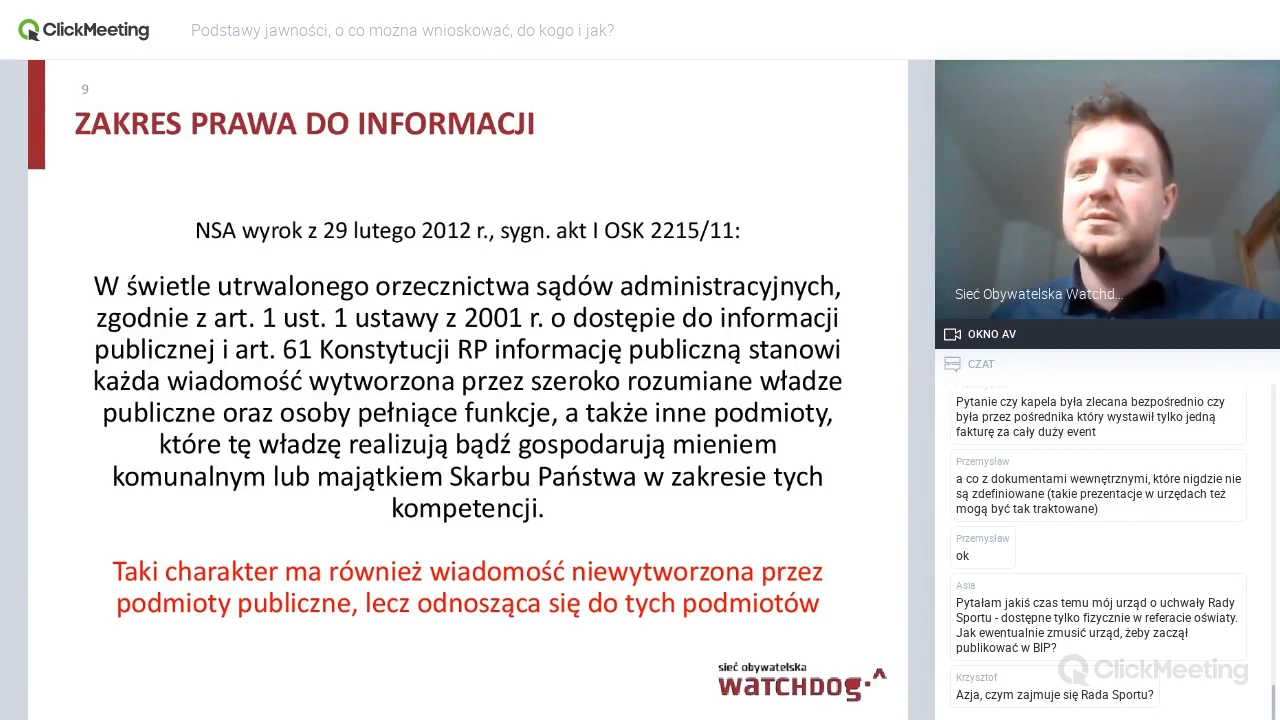 ClickMeeting
Podstawy jawności, o co można wnioskować, do kogo i jak?
9
ZAKRES PRAWA DO INFORMACJI
NSA wyrok z 29 lutego 2012 r., sygn. akt I OSK 2215/11:
W świetle utrwalonego orzecznictwa sądów administracyjnych,
zgodnie z art. 1 ust. 1 ustawy z 2001 r. o dostępie do informacji
publicznej i art. 61 Konstytucji RP informację publiczną stanowi
każda wiadomość wytworzona przez szeroko rozumiane władze
publiczne oraz osoby pełniące funkcje, a także inne podmioty,
które tę władzę realizują bądź gospodarują mieniem
komunalnym lub majątkiem Skarbu Państwa w zakresie tych
kompetencji.
Taki charakter ma również wiadomość niewytworzona przez
podmioty publiczne, lecz odnosząca się do tych podmiotów
sieć obywatelska
WATCHDOG
Sieć Obywatelska Watchd...
OKNO AV
CZAT
Pytanie czy kapela była zlecana bezpośrednio czy
była przez pośrednika który wystawił tylko jedną
fakturę za cały duży event
Przemysław
a co z dokumentami wewnętrznymi, które nigdzie nie
są zdefiniowane (takie prezentacje w urzędach też
mogą być tak traktowane)
Przemysław
ok
Asia
Pytałam jakiś czas temu mój urząd o uchwały Rady
Sportu - dostępne tylko fizycznie w referacie oświaty.
Jak ewentualnie zmusić urząd, żeby zaczął
publikować w BIP?
ClickMeeting
Krzysztof
Azja, czym zajmuje się Rada Sportu?